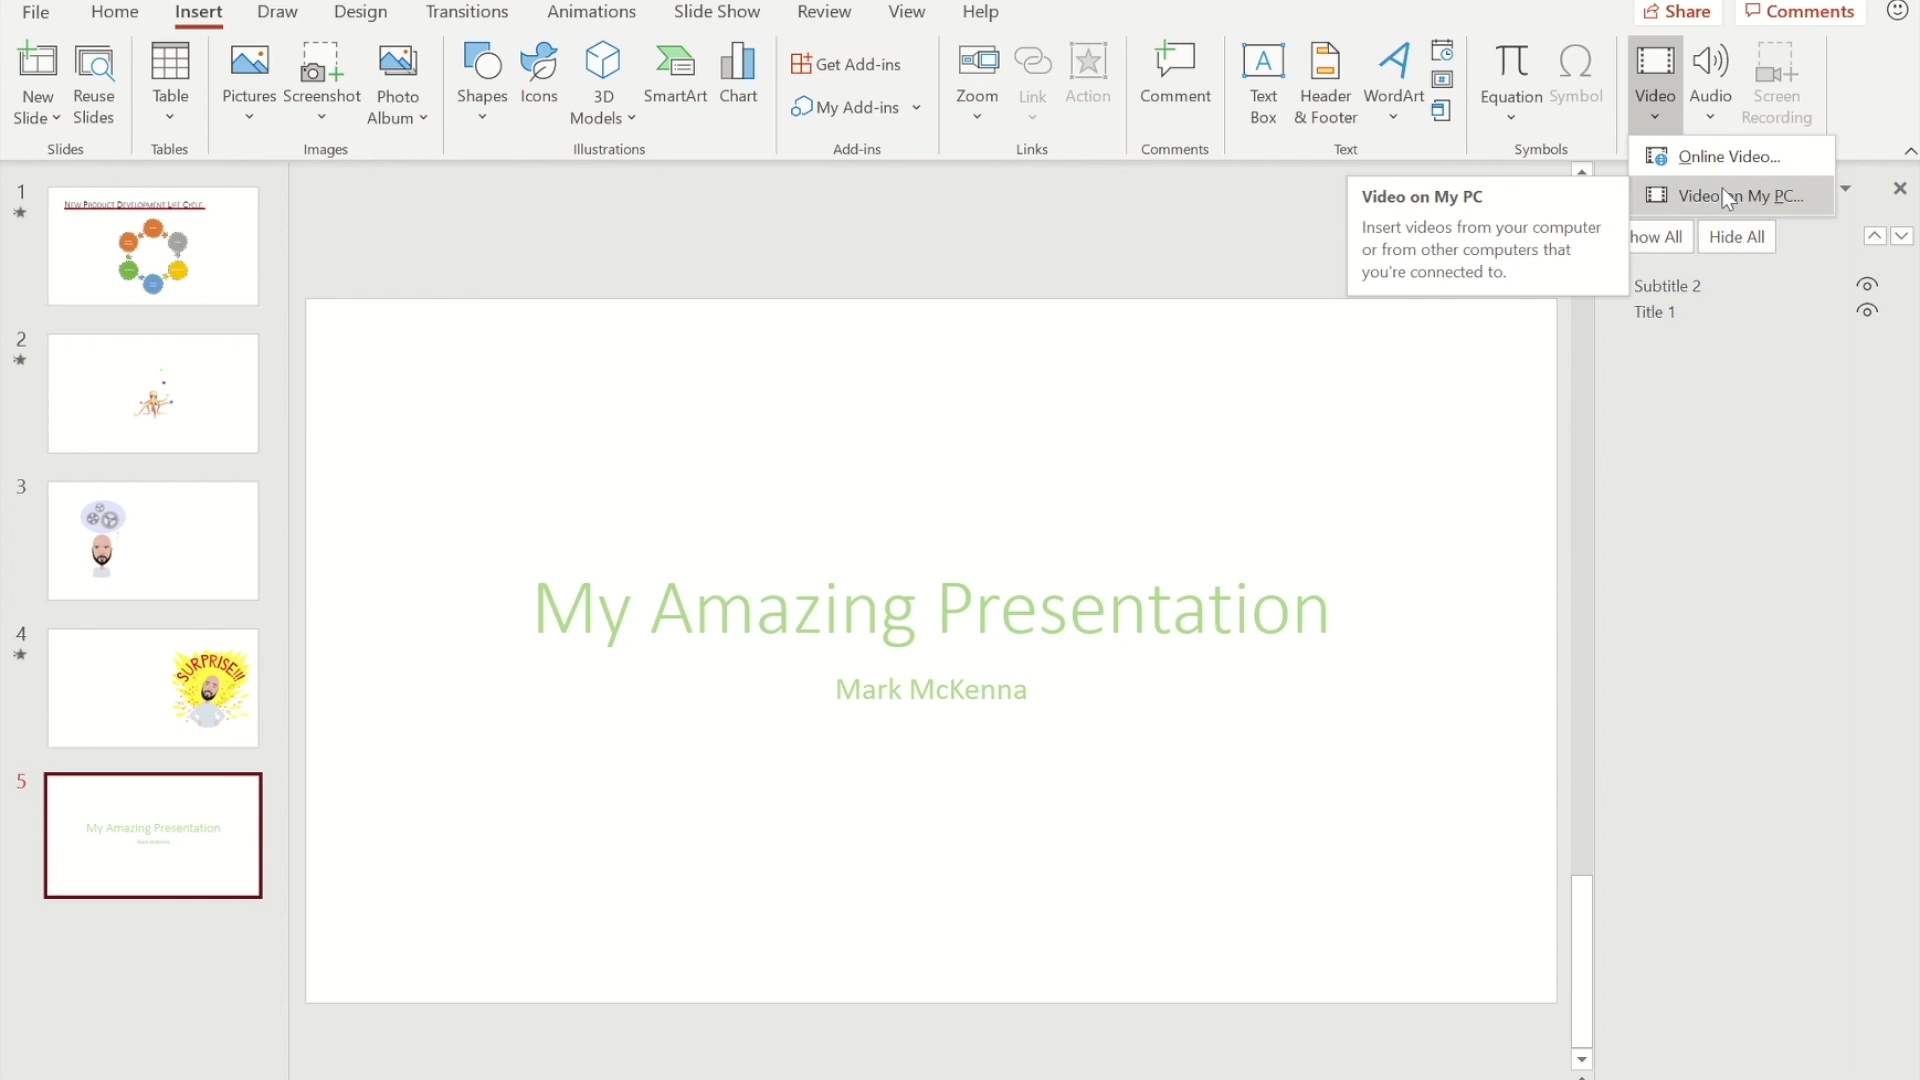 File Insert Home Draw Design Transitions Animations Slide Show Review View Help Share Comments
New Slide
Reuse Slides
Table
Pictures
Screenshot
Photo Album
Shapes
Icons
3D Models
SmartArt
Chart
Get Add-ins
My Add-ins
Zoom
Link
Action
Comment
Text Box
Header & Footer
WordArt
Equation
Symbol
Video
Audio
Screen Recording
Slides Tables Images Illustrations Add-ins Links Comments Text Symbols
Online Video...
Video on My PC...
Video on My PC
Insert videos from your computer
or from other computers that
you're connected to.
how All Hide All
Subtitle 2
Title 1
1
New Product Development Life Cycle
2
3
4
SURPRISE!!!
5
My Amazing Presentation
Mark McKenna
My Amazing Presentation
Mark McKenna